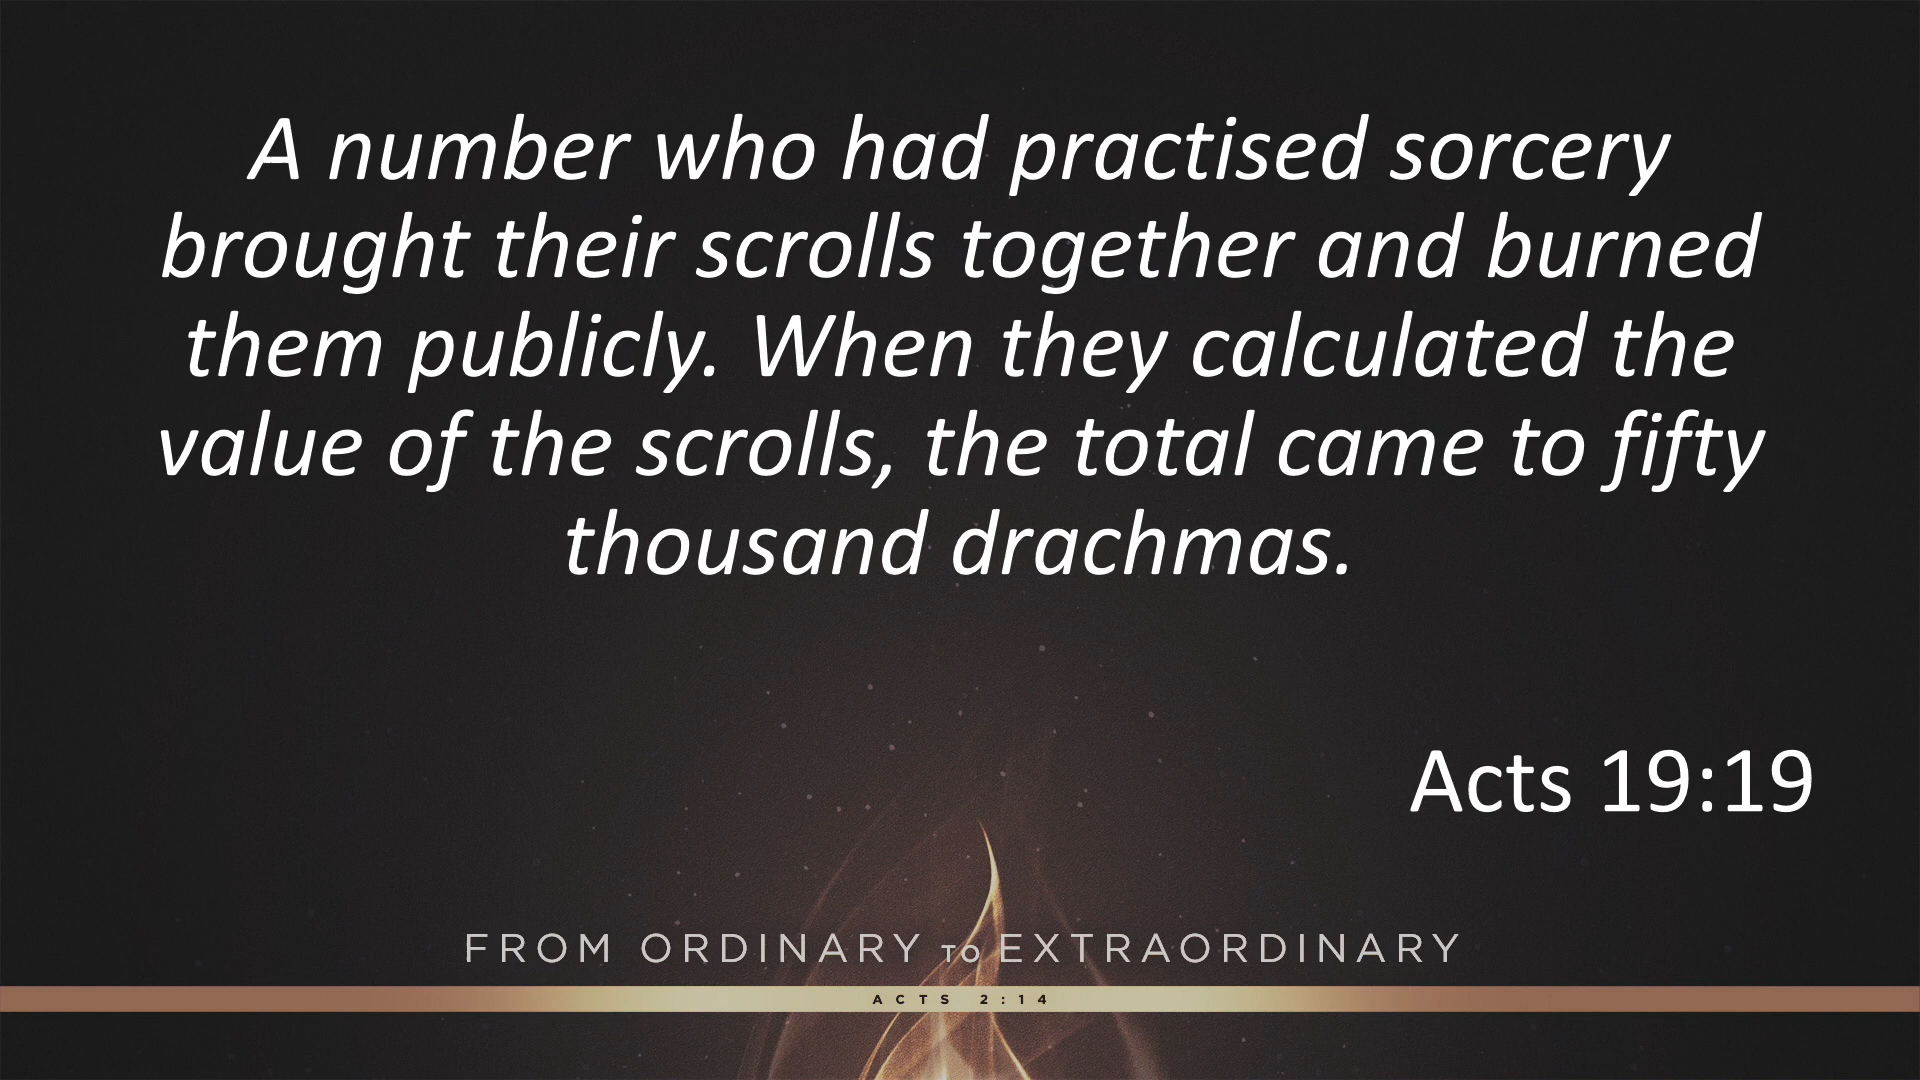 A number who had practised sorcery
brought their scrolls together and burned
them publicly. When they calculated the
value of the scrolls, the total came to fifty
thousand drachmas.
Acts 19:19
FROM ORDINARY TO EXTRAORDINARY
ACTS 2:14